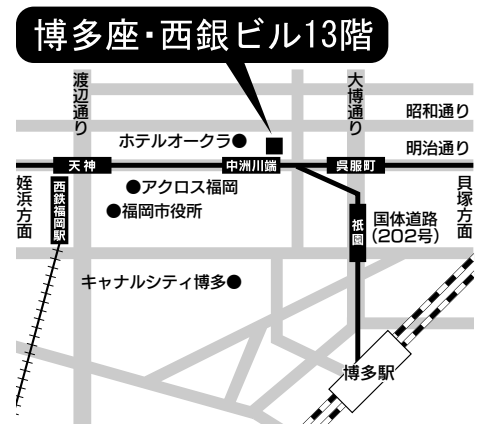 博多座・西銀ビル13階
渡辺通り
大博通り
昭和通り
ホテルオークラ
明治通り
天神
中洲川端
呉服町
姪浜方面
西鉄福岡駅
アクロス福岡
福岡市役所
祇園
国体道路
(202号)
貝塚方面
キャナルシティ博多
博多駅